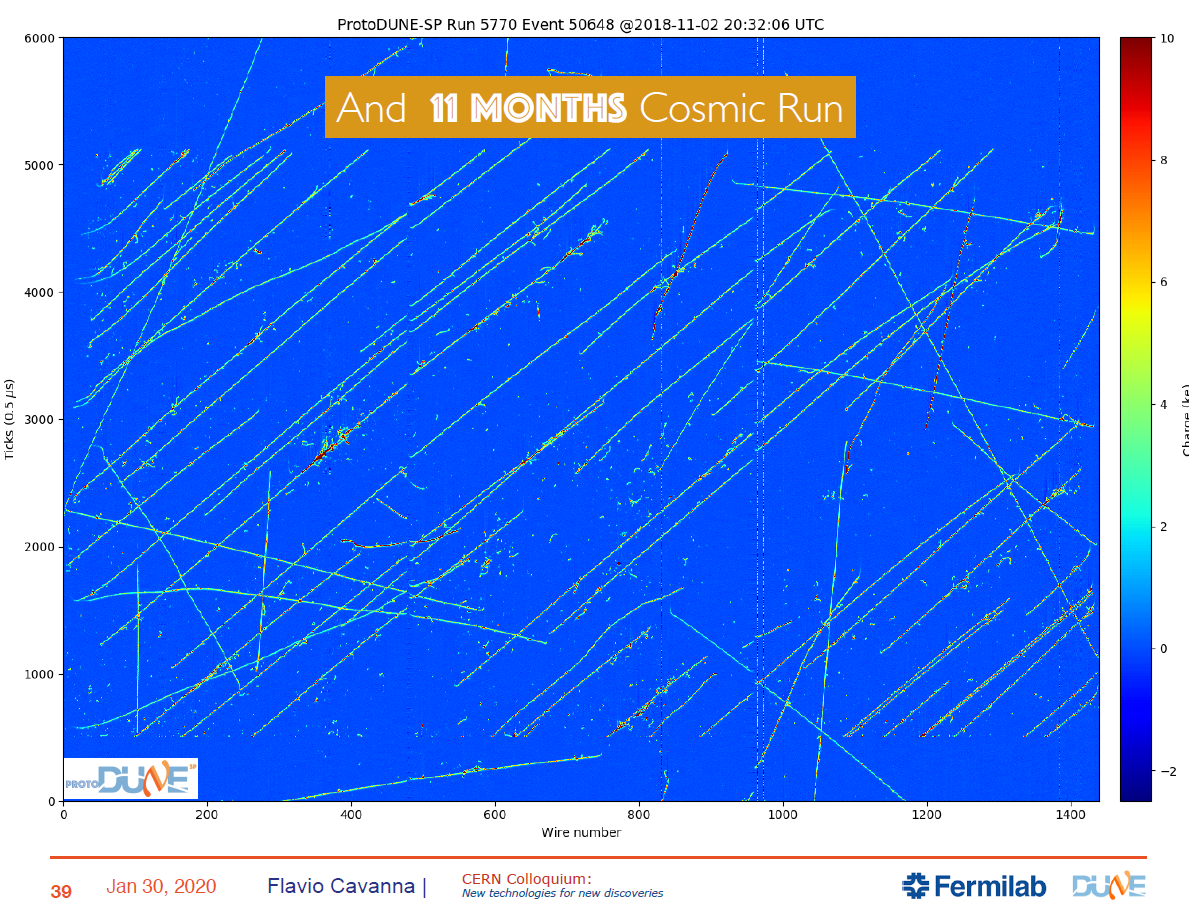 ProtoDUNE-SP Run 5770 Event 50648 @2018-11-02 20:32:06 UTC
And 11 MONTHS Cosmic Run
6000
5000
4000
3000
2000
1000
0
Ticks (0.5 μs)
0 200 400 600 800 1000 1200 1400
Wire number
10
8
6
4
2
0
−2
Charge (ke)
PROTO DUNE SP
39 Jan 30, 2020 Flavio Cavanna | CERN Colloquium:
New technologies for new discoveries
Fermilab DUNE